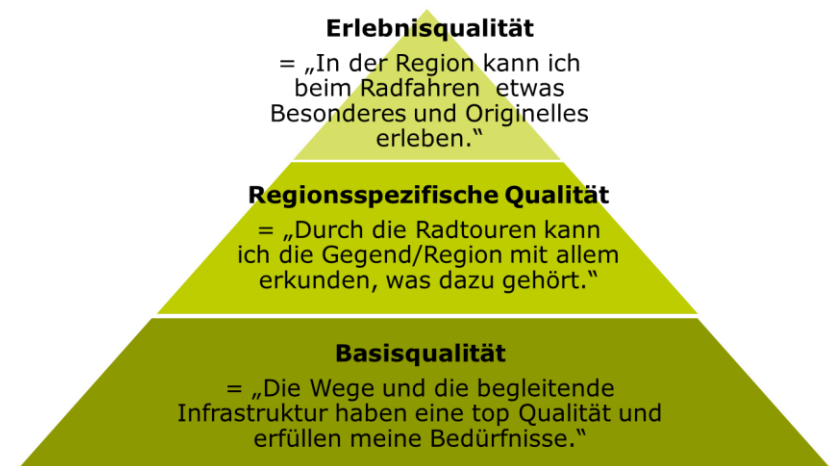 Erlebnisqualität
= „In der Region kann ich
beim Radfahren etwas
Besonderes und Originelles
erleben.“
Regionsspezifische Qualität
= „Durch die Radtouren kann
ich die Gegend/Region mit allem
erkunden, was dazu gehört.“
Basisqualität
= „Die Wege und die begleitende
Infrastruktur haben eine top Qualität und
erfüllen meine Bedürfnisse.“